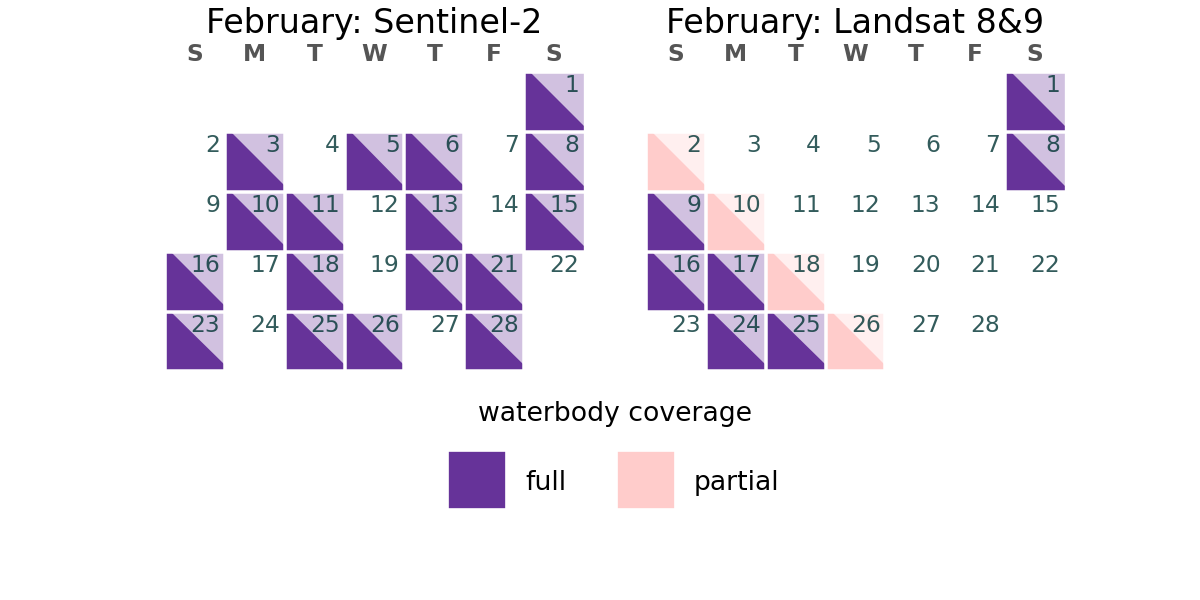 February: Sentinel-2
S M T W T F S
1
2 3 4 5 6 7 8
9 10 11 12 13 14 15
16 17 18 19 20 21 22
23 24 25 26 27 28
February: Landsat 8&9
S M T W T F S
1
2 3 4 5 6 7 8
9 10 11 12 13 14 15
16 17 18 19 20 21 22
23 24 25 26 27 28
waterbody coverage
full partial